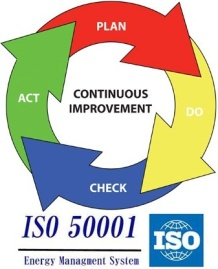 PLAN
ACT
CONTINUOUS
IMPROVEMENT
DO
CHECK
ISO 50001
Energy Managment System
ISO